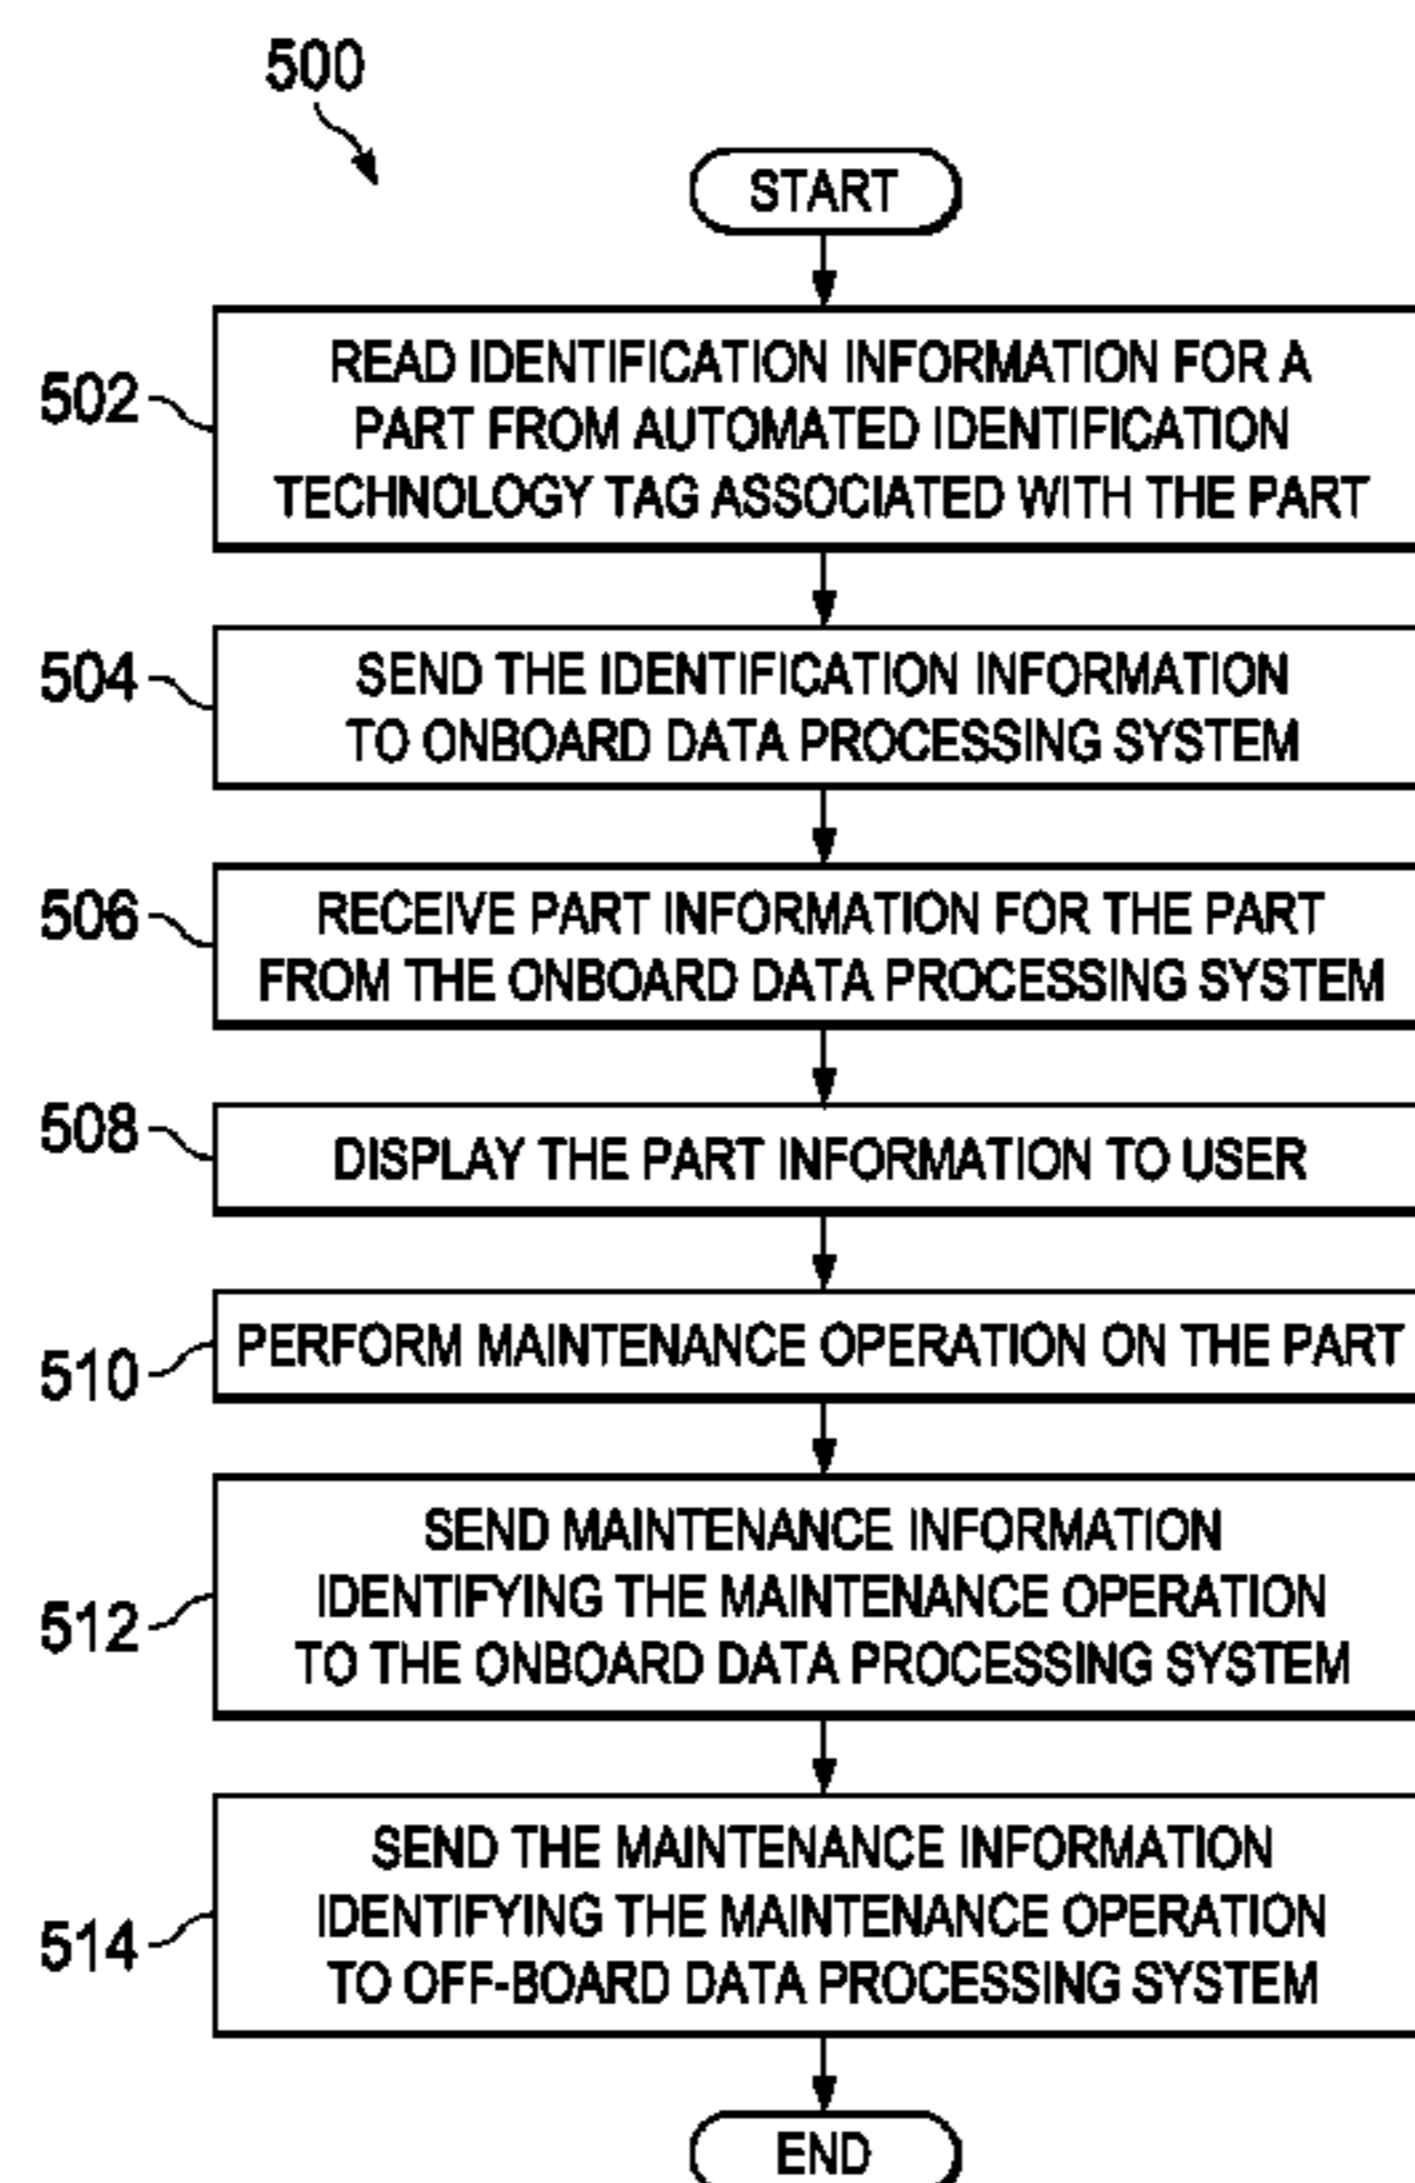 500
START
502
READ IDENTIFICATION INFORMATION FOR A
PART FROM AUTOMATED IDENTIFICATION
TECHNOLOGY TAG ASSOCIATED WITH THE PART
504
SEND THE IDENTIFICATION INFORMATION
TO ONBOARD DATA PROCESSING SYSTEM
506
RECEIVE PART INFORMATION FOR THE PART
FROM THE ONBOARD DATA PROCESSING SYSTEM
508
DISPLAY THE PART INFORMATION TO USER
510
PERFORM MAINTENANCE OPERATION ON THE PART
512
SEND MAINTENANCE INFORMATION
IDENTIFYING THE MAINTENANCE OPERATION
TO THE ONBOARD DATA PROCESSING SYSTEM
514
SEND THE MAINTENANCE INFORMATION
IDENTIFYING THE MAINTENANCE OPERATION
TO OFF-BOARD DATA PROCESSING SYSTEM
END